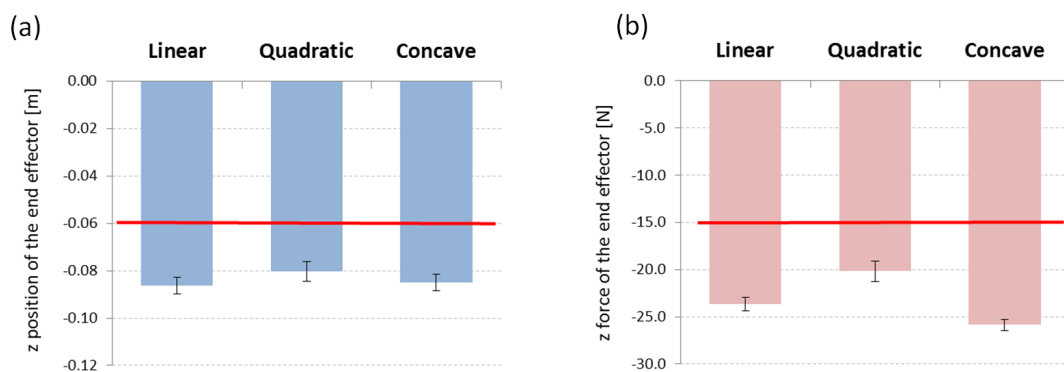 (a)
Linear Quadratic Concave
z position of the end effector [m]
0.00
-0.02
-0.04
-0.06
-0.08
-0.10
-0.12
(b)
Linear Quadratic Concave
z force of the end effector [N]
0.0
-5.0
-10.0
-15.0
-20.0
-25.0
-30.0